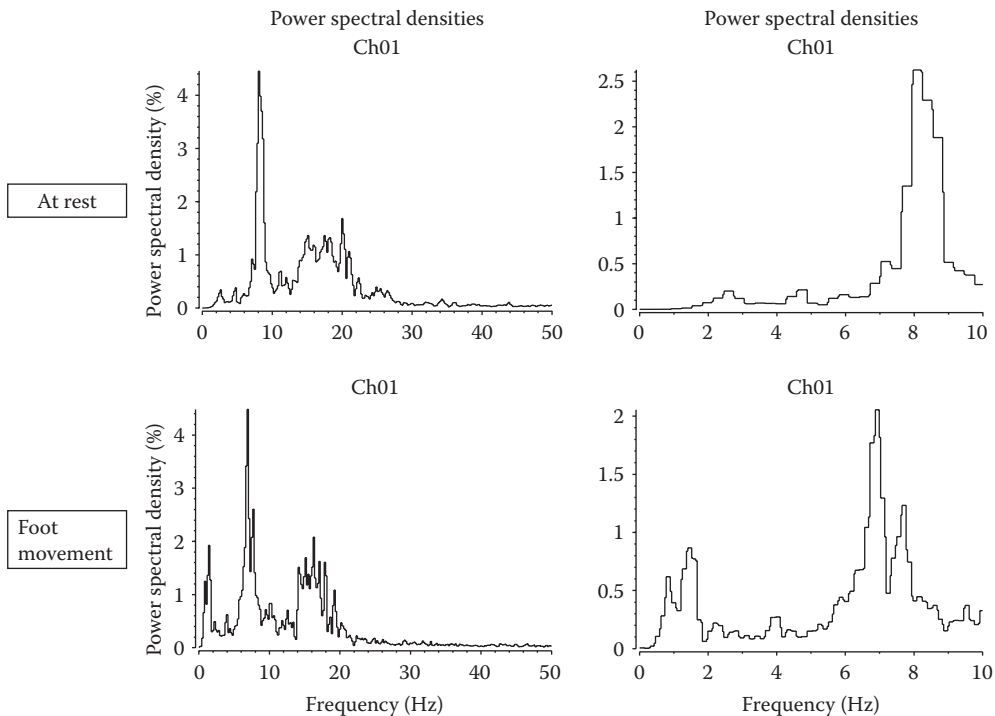 Power spectral densities
Ch01
Power spectral density (%)
4
3
2
1
0
0 10 20 30 40 50
Power spectral densities
Ch01
2.5
2
1.5
1
0.5
0
0 2 4 6 8 10
At rest
Ch01
Power spectral density (%)
4
3
2
1
0
0 10 20 30 40 50
Frequency (Hz)
Ch01
2
1.5
1
0.5
0
0 2 4 6 8 10
Frequency (Hz)
Foot
movement